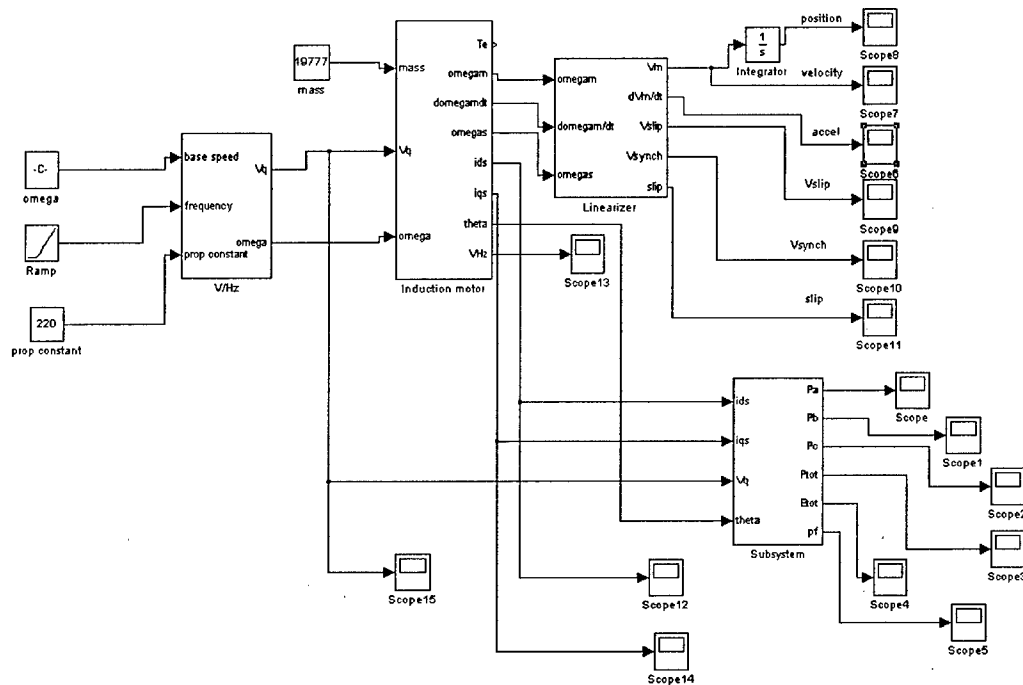 -C-
omega
Ramp
220
prop constant
base speed
frequency
prop constant
Vq
omega
V/Hz
19777
mass
mass
Vq
omega
Te
omegam
domegamdt
omegas
ids
iqs
theta
VHz
Induction motor
Scope13
omegam
domegam/dt
omegas
Vm
dVm/dt
Vslip
Vsynch
slip
Linearizer
1
s
Integrator
position
Scope8
velocity
Scope7
accel
Scope6
Vslip
Scope9
Vsynch
Scope10
slip
Scope11
ids
iqs
Vq
theta
Pa
Pb
Pc
Ptot
Etot
pf
Subsystem
Scope
Scope1
Scope2
Scope3
Scope4
Scope5
Scope15
Scope12
Scope14